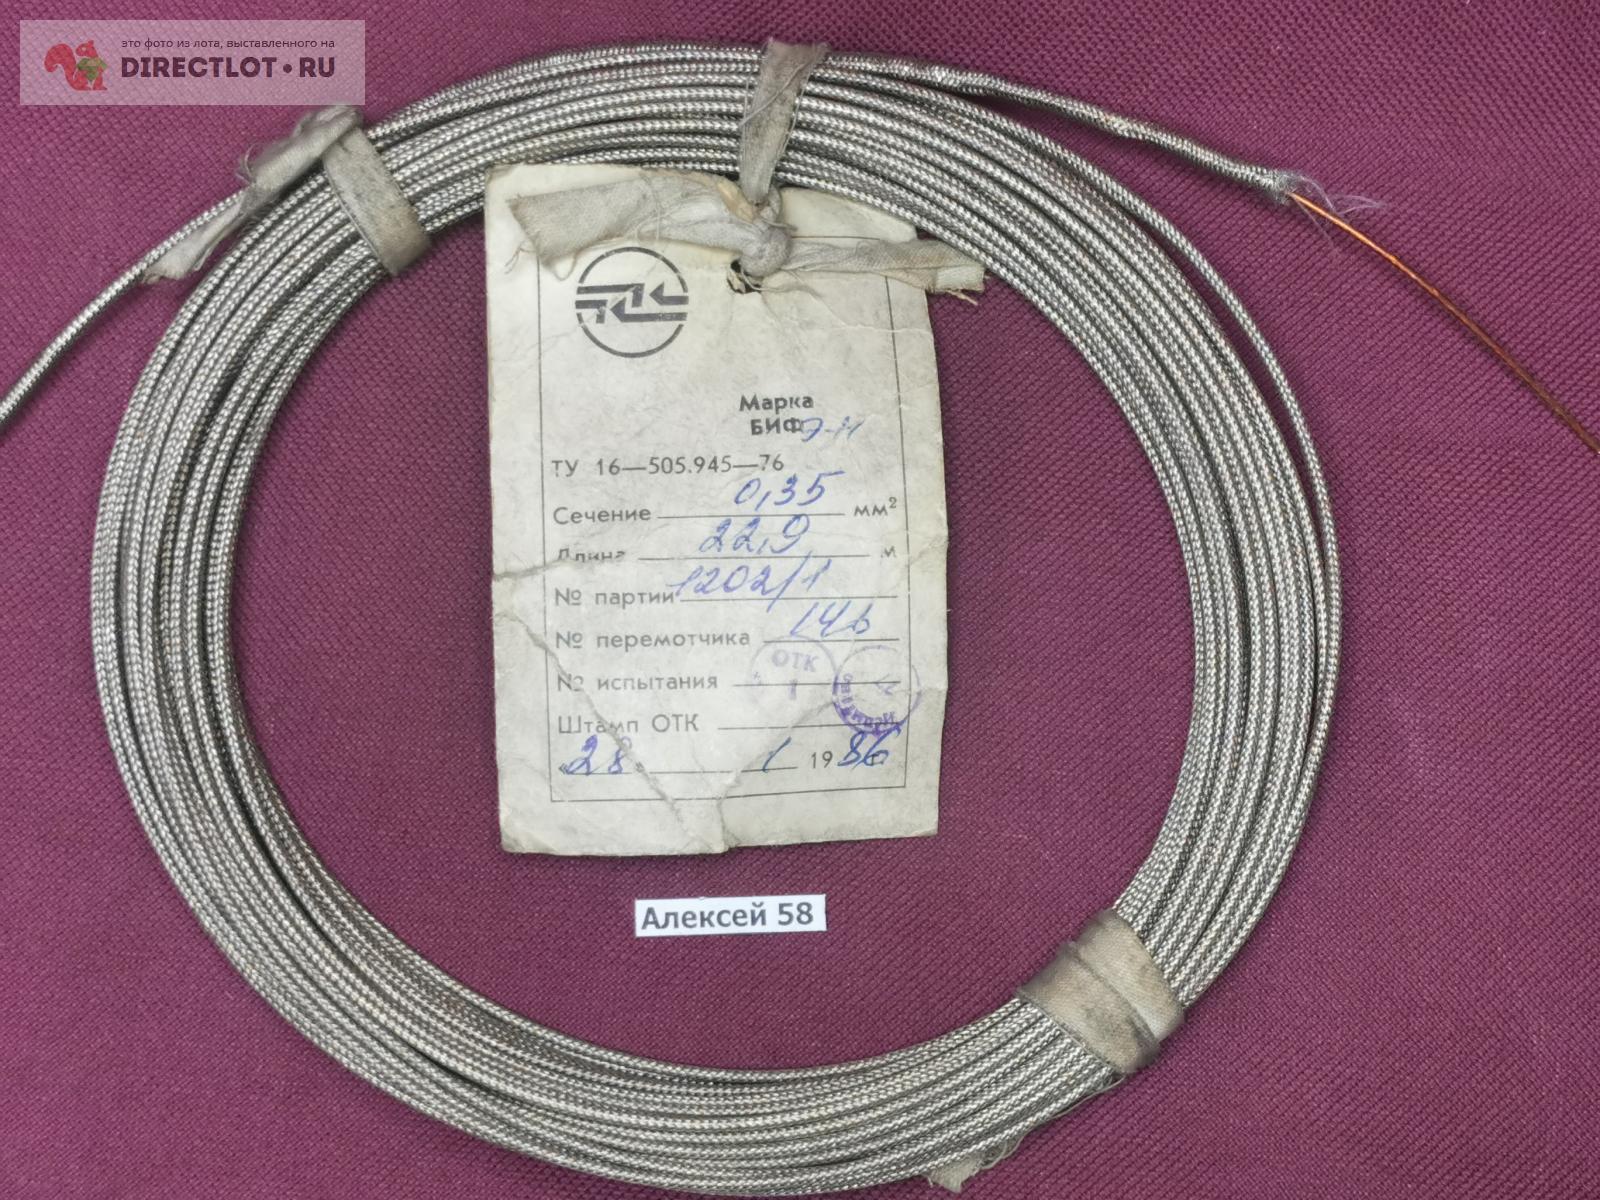 это фото из лота, выставленного на
DIRECTLOT.RU
Марка
БИФЭ-Н
ТУ 16—505.945—76
Сечение 0,35 мм²
Длина 22,9 м
№ партии 1202/1
№ перемотчика 146
№ испытания
ОТК
1
Штамп ОТК
«28» 1 1986 г.
Алексей 58